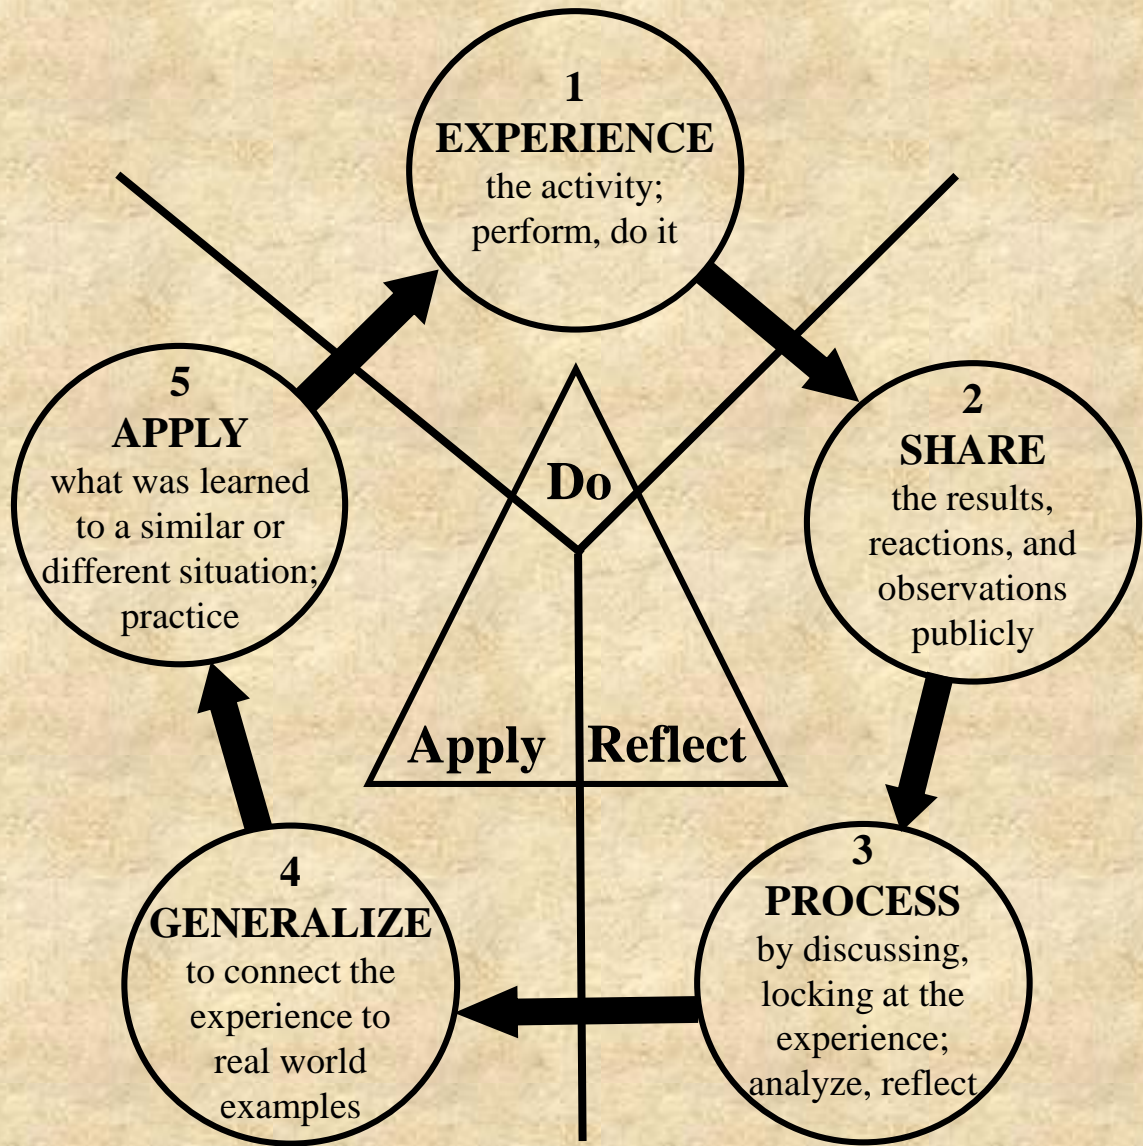 1
EXPERIENCE
the activity;
perform, do it
2
SHARE
the results,
reactions, and
observations
publicly
3
PROCESS
by discussing,
locking at the
experience;
analyze, reflect
4
GENERALIZE
to connect the
experience to
real world
examples
5
APPLY
what was learned
to a similar or
different situation;
practice
Do
Apply
Reflect